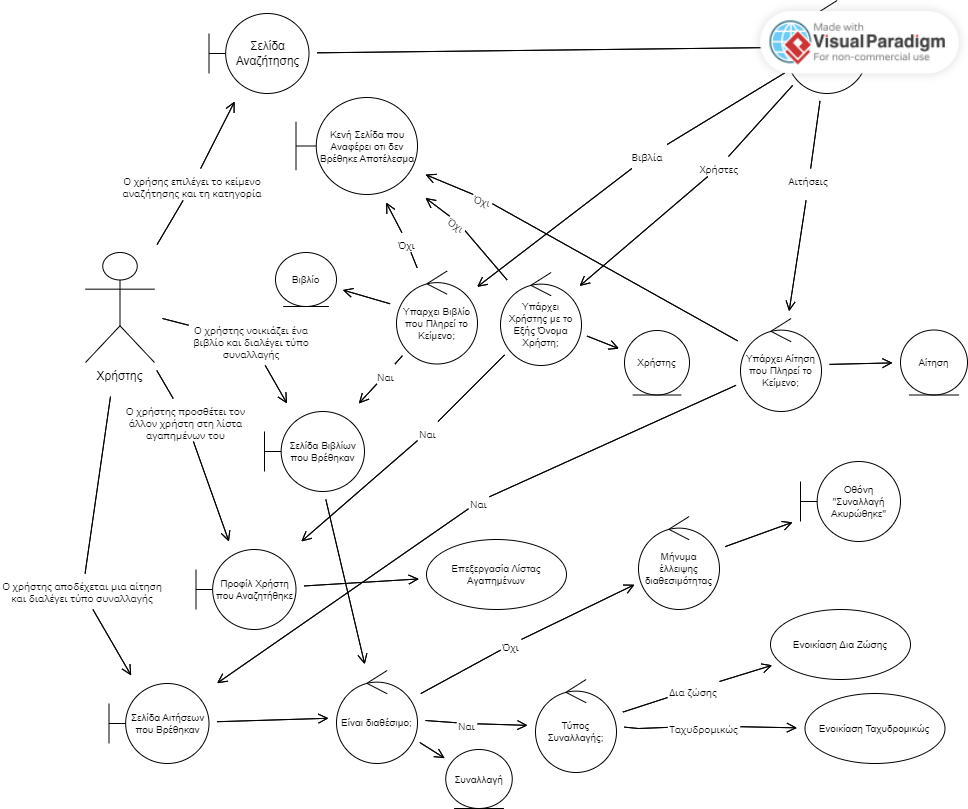 Made with
VisualParadigm
For non-commercial use
Σελίδα
Αναζήτησης
Κενή Σελίδα που
Αναφέρει οτι δεν
Βρέθηκε Αποτέλεσμα
Βιβλία
Χρήστες
Αιτήσεις
Ο χρήσης επιλέγει το κείμενο
αναζήτησης και τη κατηγορία
Όχι
Όχι
Όχι
Βιβλίο
Υπαρχει Βιβλίο
που Πληρεί το
Κείμενο;
Υπάρχει
Χρήστης με το
Εξής Όνομα
Χρήστη;
Χρήστης
Υπάρχει Αίτηση
που Πληρεί το
Κείμενο;
Αίτηση
Χρήστης
Ο χρήστης νοικιάζει ένα
βιβλίο και διαλέγει τύπο
συναλλαγής
Ναι
Ο χρήστης προσθέτει τον
άλλον χρήστη στη λίστα
αγαπημένων του
Σελίδα Βιβλίων
που Βρέθηκαν
Ναι
Ναι
Οθόνη
"Συναλλαγή
Ακυρώθηκε"
Μήνυμα
έλλειψης
διαθεσιμότητας
Προφίλ Χρήστη
που Αναζητήθηκε
Επεξεργασία Λίστας
Αγαπημένων
Ο χρήστης αποδέχεται μια αίτηση
και διαλέγει τύπο συναλλαγής
Όχι
Ενοικίαση Δια Ζώσης
Σελίδα Αιτήσεων
που Βρέθηκαν
Είναι διαθέσιμο;
Ναι
Τύπος
Συναλλαγής;
Δια ζώσης
Ταχυδρομικώς
Ενοικίαση Ταχυδρομικώς
Συναλλαγή